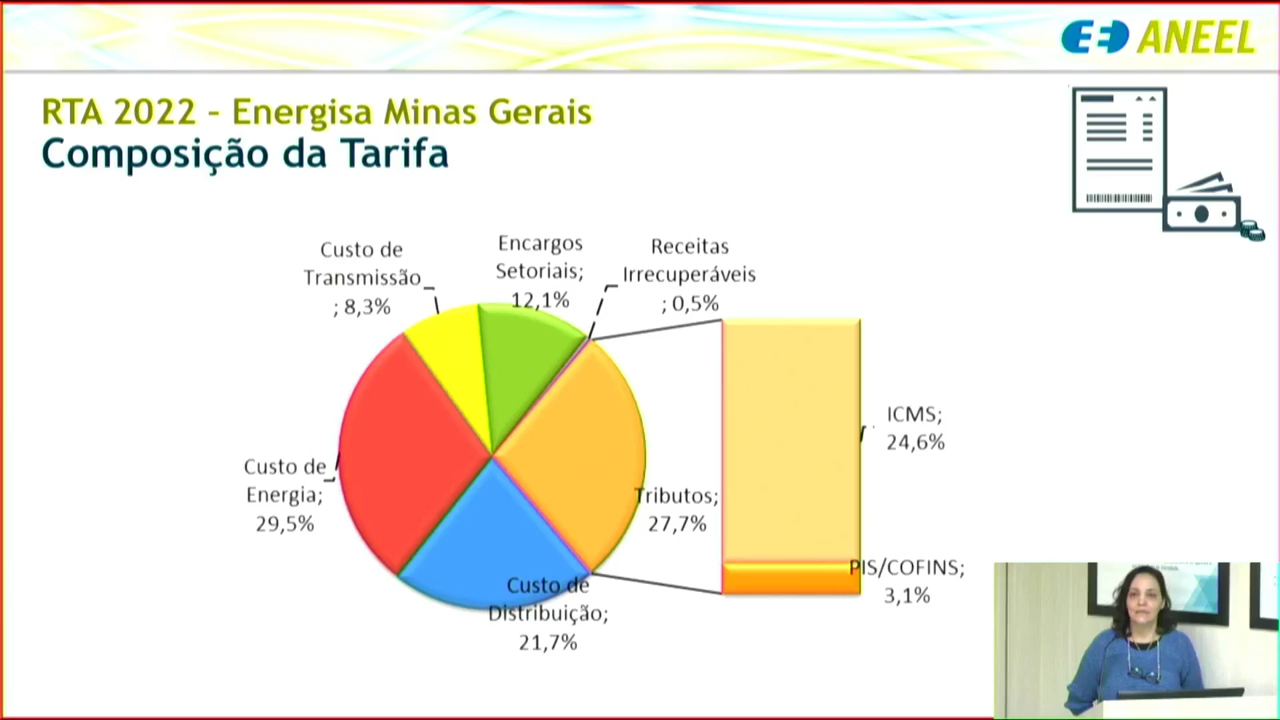 ANEEL
RTA 2022 – Energisa Minas Gerais
Composição da Tarifa
Custo de
Transmissão
; 8,3%
Encargos
Setoriais;
12,1%
Receitas
Irrecuperáveis
; 0,5%
ICMS;
24,6%
Custo de
Energia;
29,5%
Tributos;
27,7%
PIS/COFINS;
3,1%
Custo de
Distribuição;
21,7%